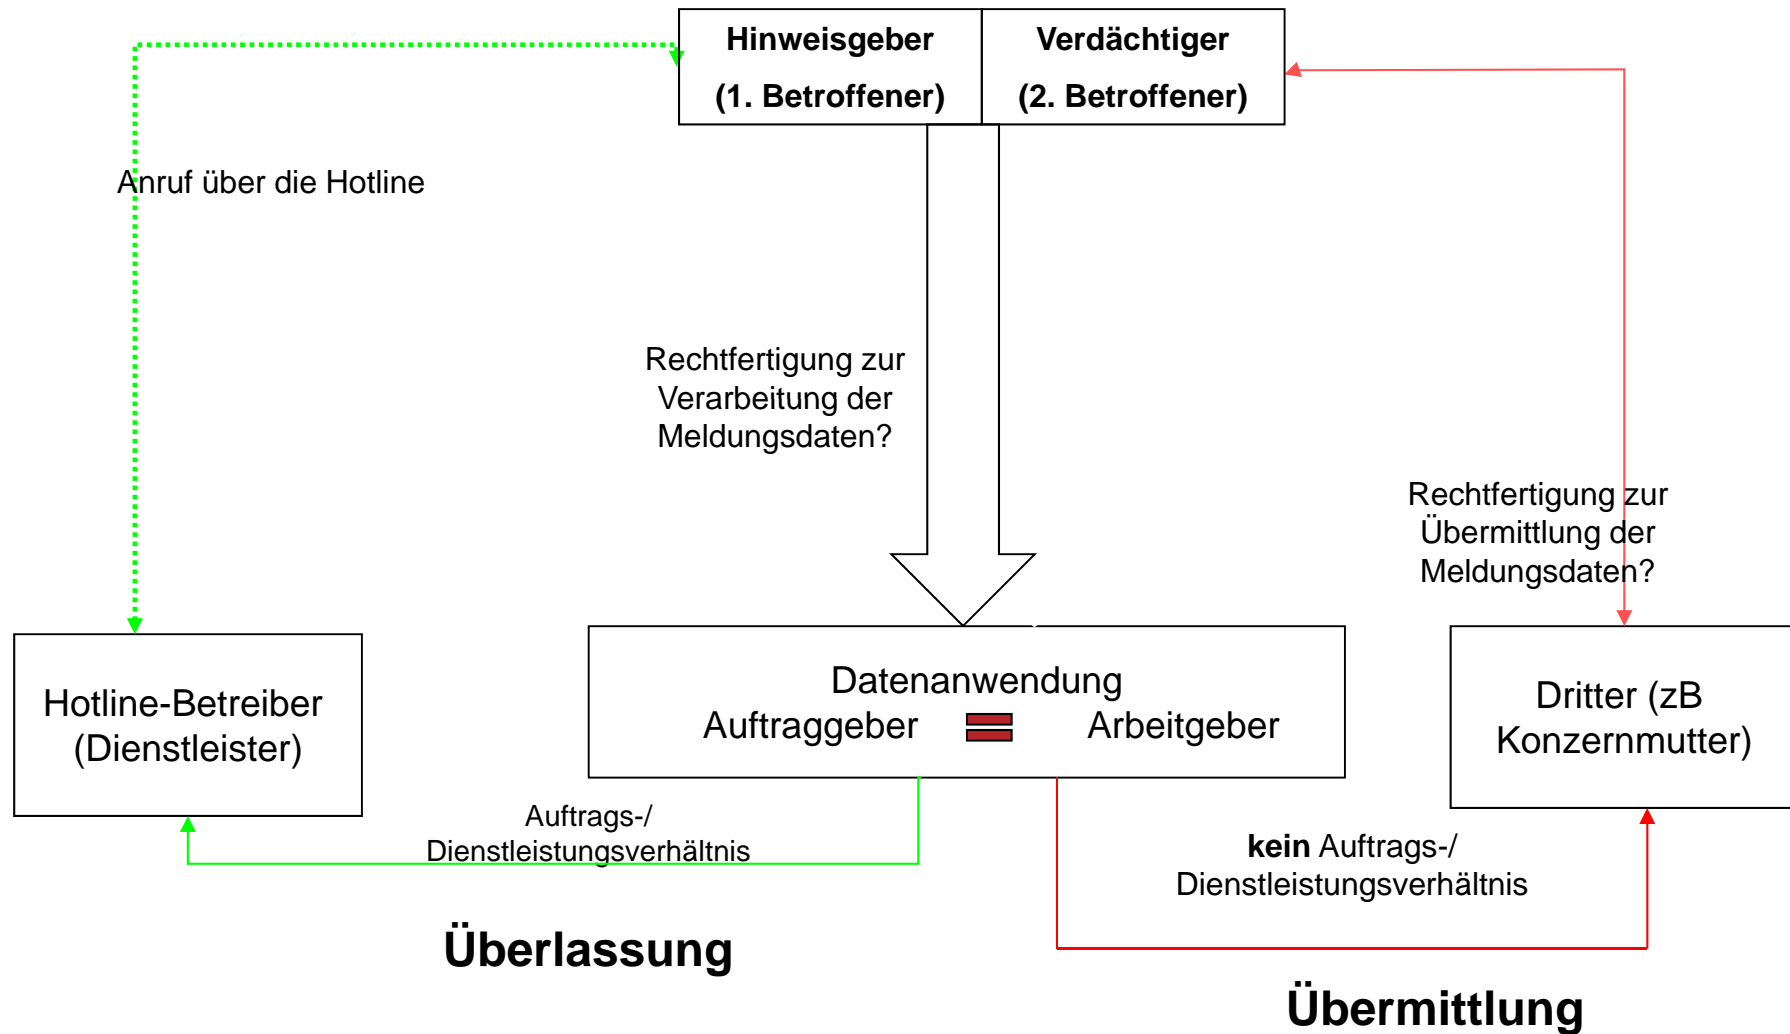 Hinweisgeber
(1. Betroffener)
Verdächtiger
(2. Betroffener)
Anruf über die Hotline
Rechtfertigung zur
Verarbeitung der
Meldungsdaten?
Rechtfertigung zur
Übermittlung der
Meldungsdaten?
Hotline-Betreiber
(Dienstleister)
Datenanwendung
Auftraggeber = Arbeitgeber
Dritter (zB
Konzernmutter)
Auftrags-/
Dienstleistungsverhältnis
kein Auftrags-/
Dienstleistungsverhältnis
Überlassung
Übermittlung